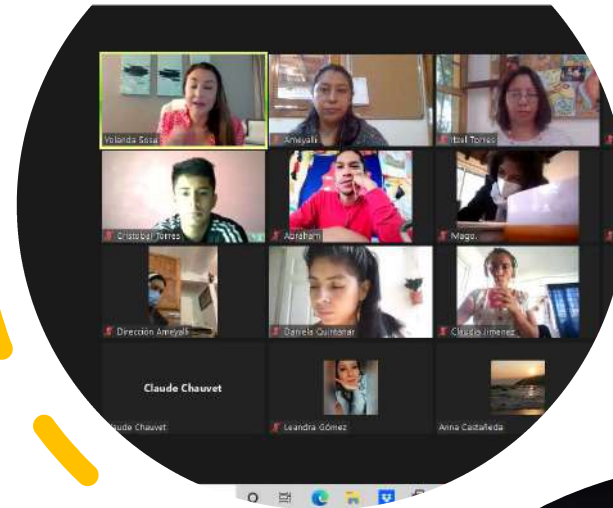 Yolanda Sosa
Ameyalli
Itzel Torres
Cristobal Torres
Abraham
Mago.
Dirección Ameyalli
Daniela Quintanar
Claudia Jimenez
Claude Chauvet
aude Chauvet
Leandra Gómez
Anna Castañeda